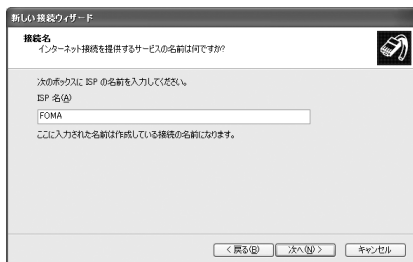 新しい接続ウィザード
接続名
インターネット接続を提供するサービスの名前は何ですか?
次のボックスに ISP の名前を入力してください。
ISP 名(A)
FOMA
ここに入力された名前は作成している接続の名前になります。
< 戻る(B) 次へ(N) > キャンセル